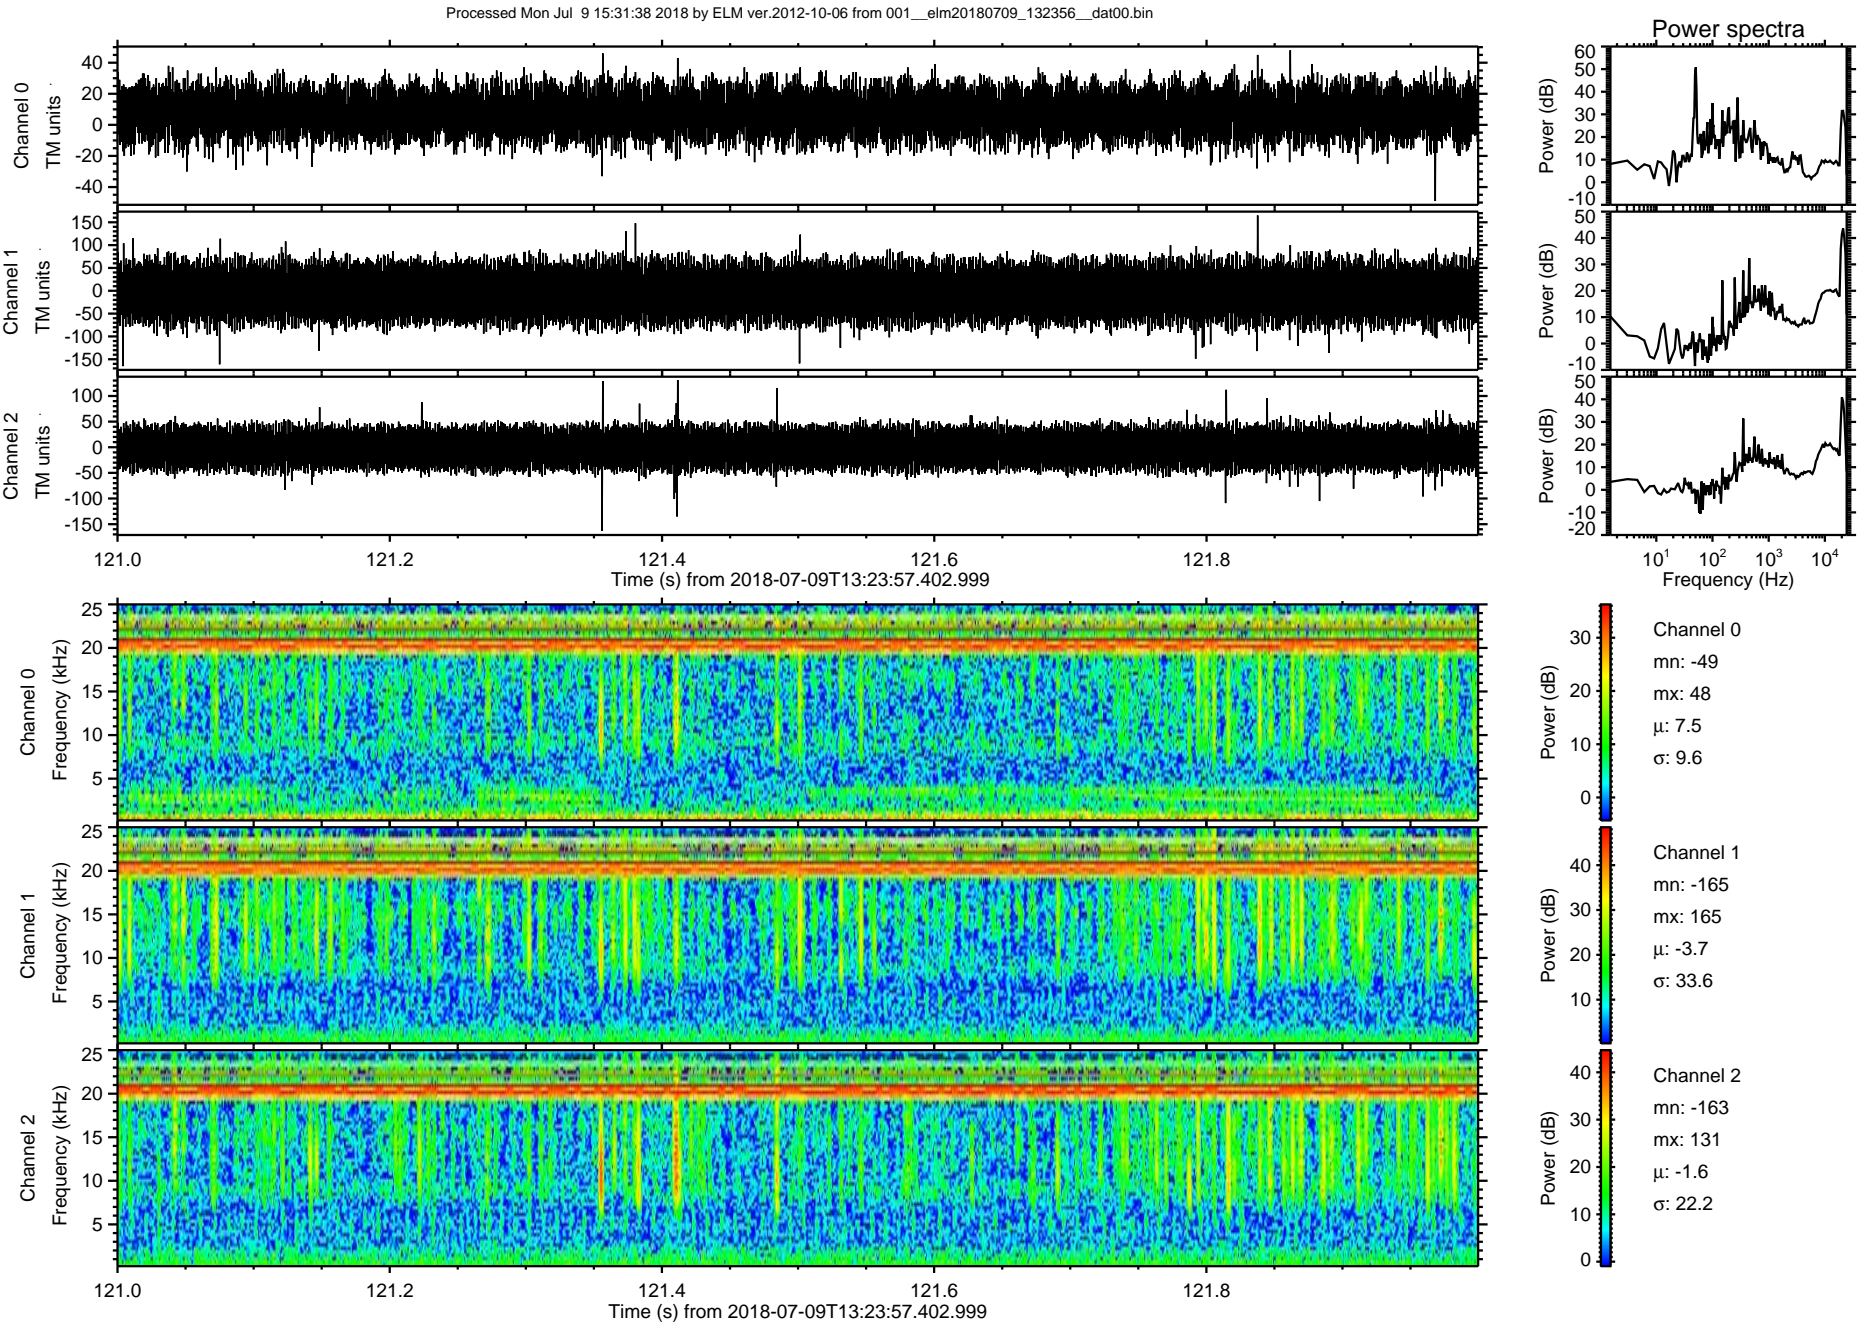 Processed Mon Jul  9 15:31:38 2018 by ELM ver.2012-10-06 from 001__elm20180709_132356__dat00.bin
Power spectra
Channel 0
TM units
40
20
0
-20
-40
Power (dB)
60
50
40
30
20
10
0
-10
Channel 1
TM units
150
100
50
0
-50
-100
-150
Power (dB)
50
40
30
20
10
0
-10
Channel 2
TM units
100
50
0
-50
-100
-150
Power (dB)
50
40
30
20
10
0
-10
-20
121.0 121.2 121.4 121.6 121.8
Time (s) from 2018-07-09T13:23:57.402.999
10¹ 10² 10³ 10⁴
Frequency (Hz)
Channel 0
Frequency (kHz)
25
20
15
10
5
Power (dB)
30
20
10
0
Channel 0
mn: -49
mx: 48
μ: 7.5
σ: 9.6
Channel 1
Frequency (kHz)
25
20
15
10
5
Power (dB)
40
30
20
10
Channel 1
mn: -165
mx: 165
μ: -3.7
σ: 33.6
Channel 2
Frequency (kHz)
25
20
15
10
5
Power (dB)
40
30
20
10
0
Channel 2
mn: -163
mx: 131
μ: -1.6
σ: 22.2
121.0 121.2 121.4 121.6 121.8
Time (s) from 2018-07-09T13:23:57.402.999